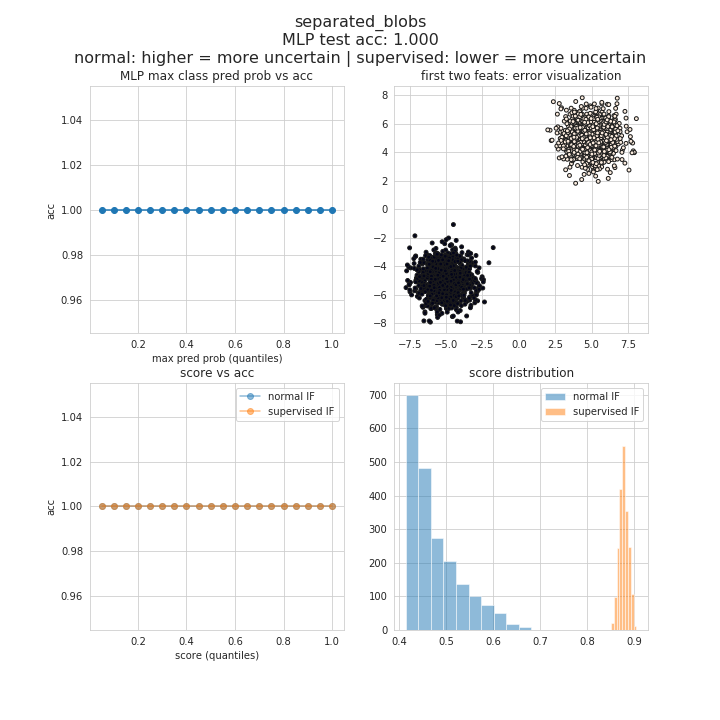 separated_blobs
MLP test acc: 1.000
normal: higher = more uncertain | supervised: lower = more uncertain
MLP max class pred prob vs acc
1.04
1.02
1.00
0.98
0.96
acc
0.2 0.4 0.6 0.8 1.0
max pred prob (quantiles)
first two feats: error visualization
8
6
4
2
0
−2
−4
−6
−8
−7.5 −5.0 −2.5 0.0 2.5 5.0 7.5
score vs acc
normal IF
supervised IF
1.04
1.02
1.00
0.98
0.96
acc
0.2 0.4 0.6 0.8 1.0
score (quantiles)
score distribution
normal IF
supervised IF
700
600
500
400
300
200
100
0
0.4 0.5 0.6 0.7 0.8 0.9